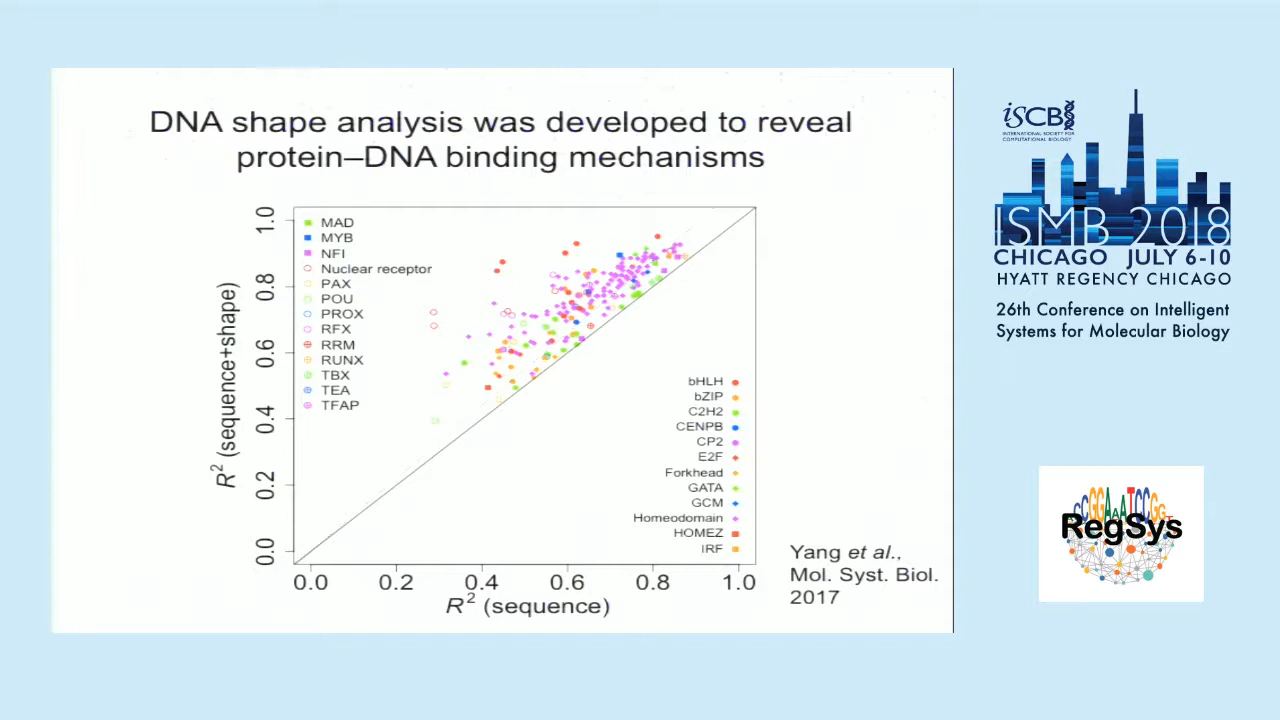 DNA shape analysis was developed to reveal
protein–DNA binding mechanisms
R² (sequence+shape)
1.0
0.8
0.6
0.4
0.2
0.0
MAD
MYB
NFI
Nuclear receptor
PAX
POU
PROX
RFX
RRM
RUNX
TBX
TEA
TFAP
bHLH
bZIP
C2H2
CENPB
CP2
E2F
Forkhead
GATA
GCM
Homeodomain
HOMEZ
IRF
0.0 0.2 0.4 0.6 0.8 1.0
R² (sequence)
Yang et al.,
Mol. Syst. Biol.
2017
iSCB
INTERNATIONAL SOCIETY FOR
COMPUTATIONAL BIOLOGY
ISMB 2018
CHICAGO JULY 6-10
HYATT REGENCY CHICAGO
26th Conference on Intelligent
Systems for Molecular Biology
RegSys